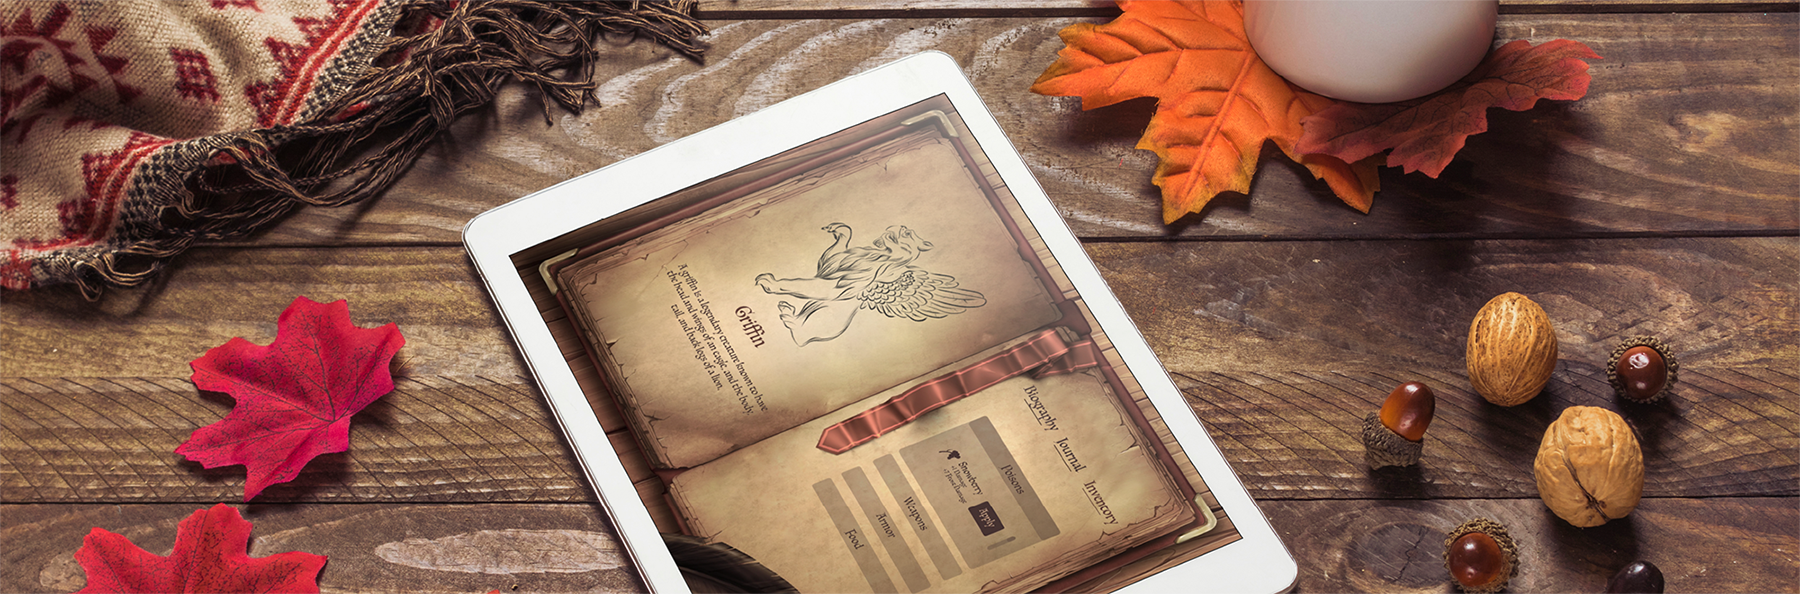 Griffin
A griffin is a legendary creature known to have
the head and wings of an eagle, and the body,
tail, and back legs of a lion.
Biography Journal Inventory
Poisons
Snowberry
Apply
Weapons
Armor
Food